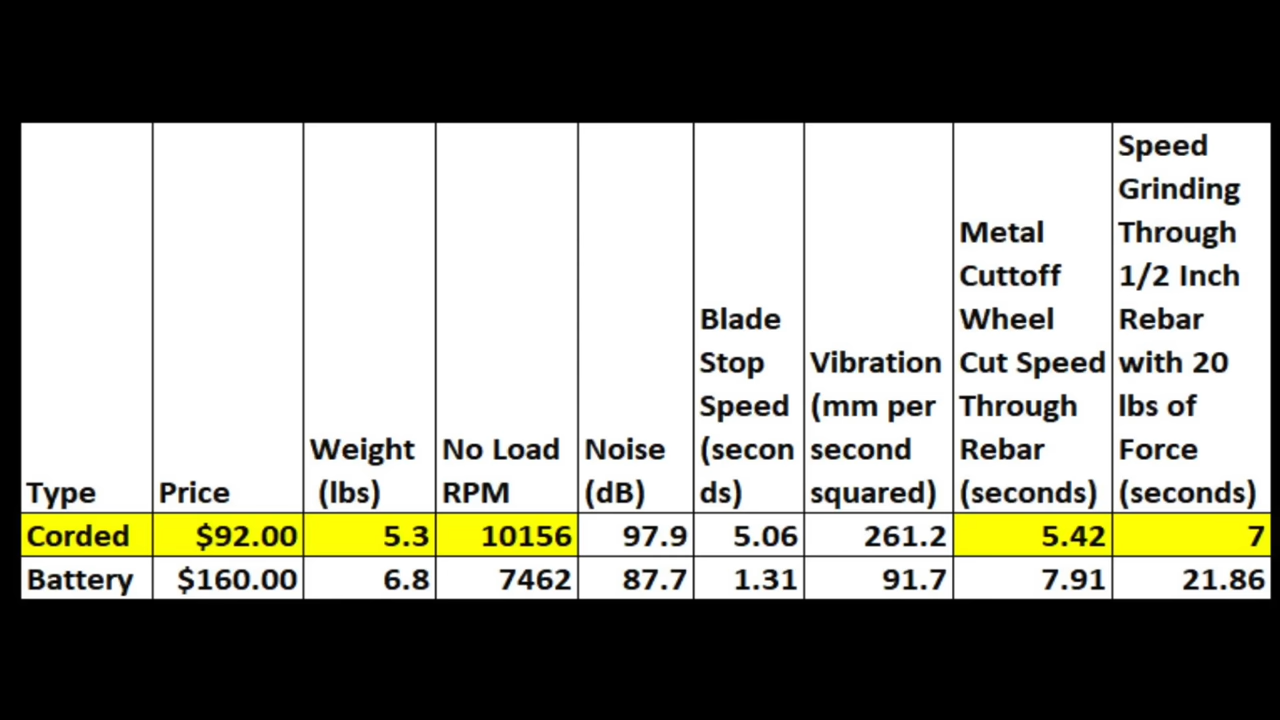 Type
Price
Weight
(lbs)
No Load
RPM
Noise
(dB)
Blade
Stop
Speed
(secon
ds)
Vibration
(mm per
second
squared)
Metal
Cuttoff
Wheel
Cut Speed
Through
Rebar
(seconds)
Speed
Grinding
Through
1/2 Inch
Rebar
with 20
lbs of
Force
(seconds)
Corded $92.00 5.3 10156 97.9 5.06 261.2 5.42 7
Battery $160.00 6.8 7462 87.7 1.31 91.7 7.91 21.86